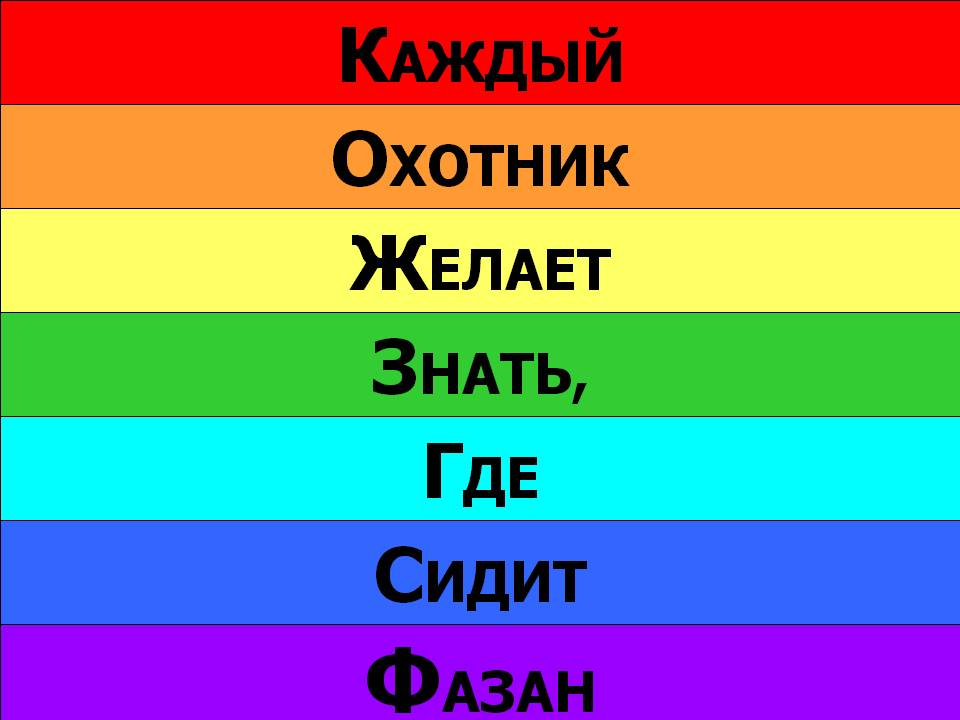 Каждый
Охотник
Желает
Знать,
Где
Сидит
Фазан